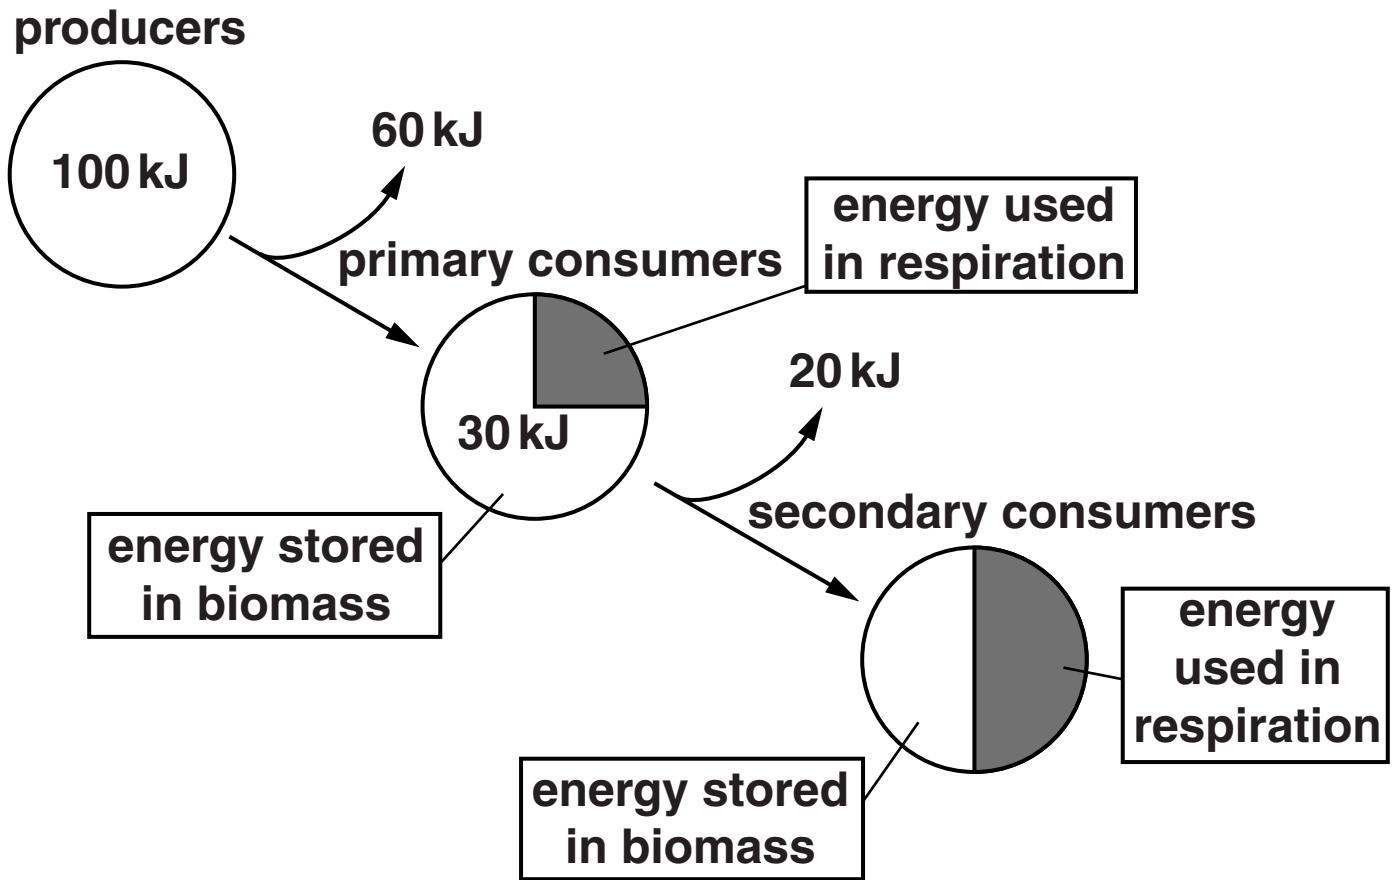 producers
100 kJ
60 kJ
energy used
in respiration
primary consumers
30 kJ
20 kJ
energy stored
in biomass
secondary consumers
energy
used in
respiration
energy stored
in biomass